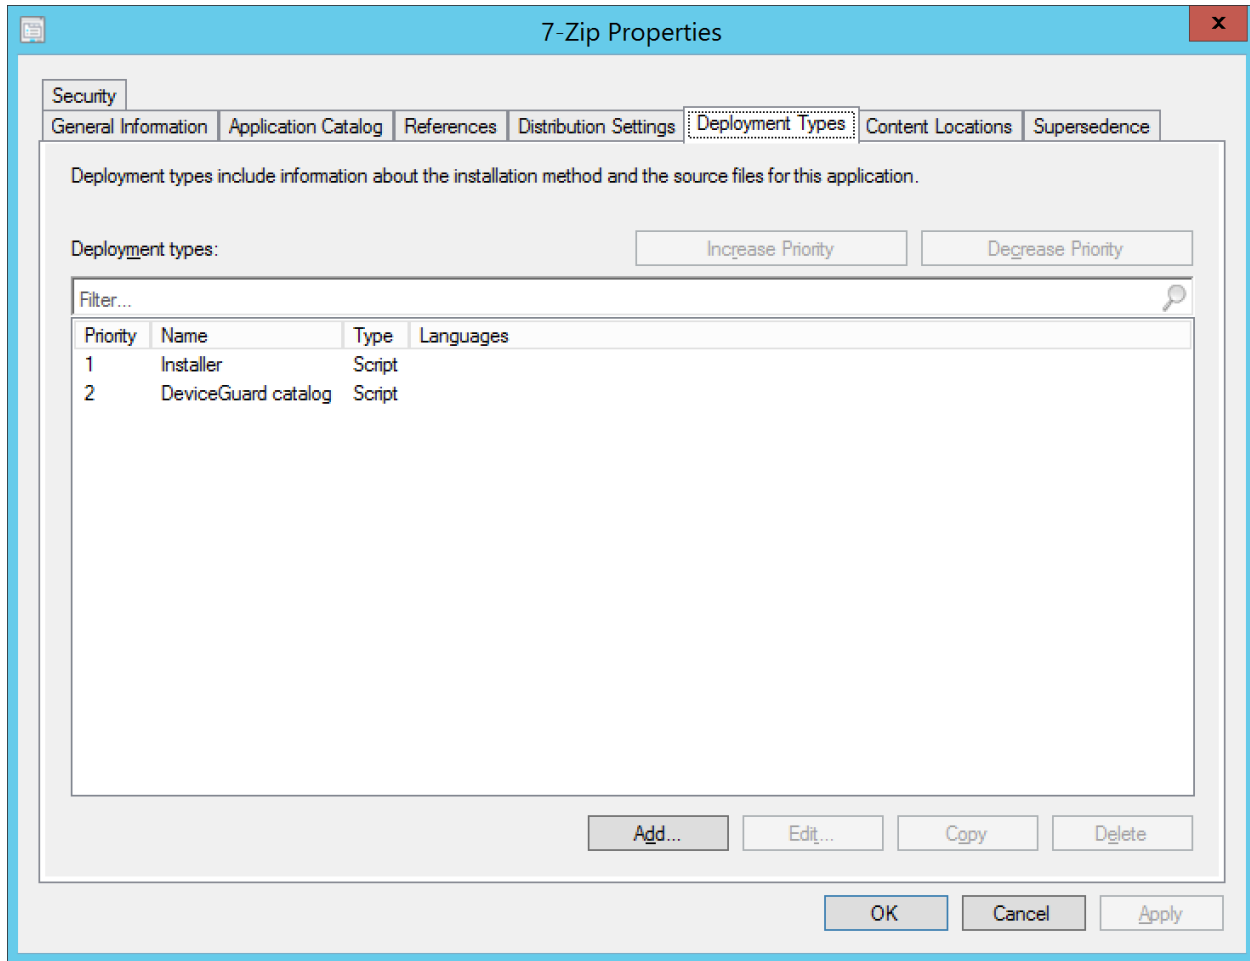 7-Zip Properties
x
Security
General Information Application Catalog References Distribution Settings Deployment Types Content Locations Supersedence
Deployment types include information about the installation method and the source files for this application.
Deployment types: Increase Priority Decrease Priority
Filter...
Priority Name Type Languages
1 Installer Script
2 DeviceGuard catalog Script
Add... Edit... Copy Delete
OK Cancel Apply